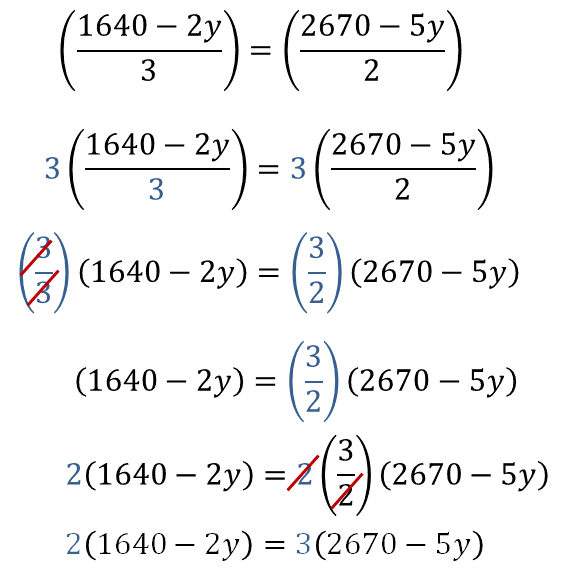 (1640 − 2y / 3) = (2670 − 5y / 2)
3 (1640 − 2y / 3) = 3 (2670 − 5y / 2)
(3/3) (1640 − 2y) = (3/2) (2670 − 5y)
(1640 − 2y) = (3/2) (2670 − 5y)
2(1640 − 2y) = 2 (3/2) (2670 − 5y)
2(1640 − 2y) = 3(2670 − 5y)